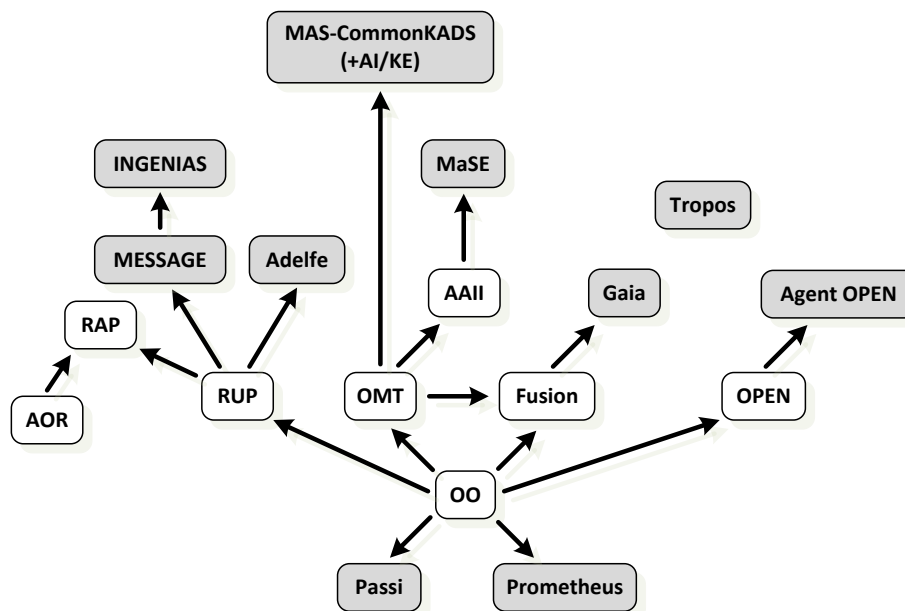 MAS-CommonKADS
(+AI/KE)
INGENIAS
MaSE
Tropos
MESSAGE
Adelfe
AAII
Gaia
Agent OPEN
RAP
RUP
OMT
Fusion
OPEN
AOR
OO
Passi
Prometheus